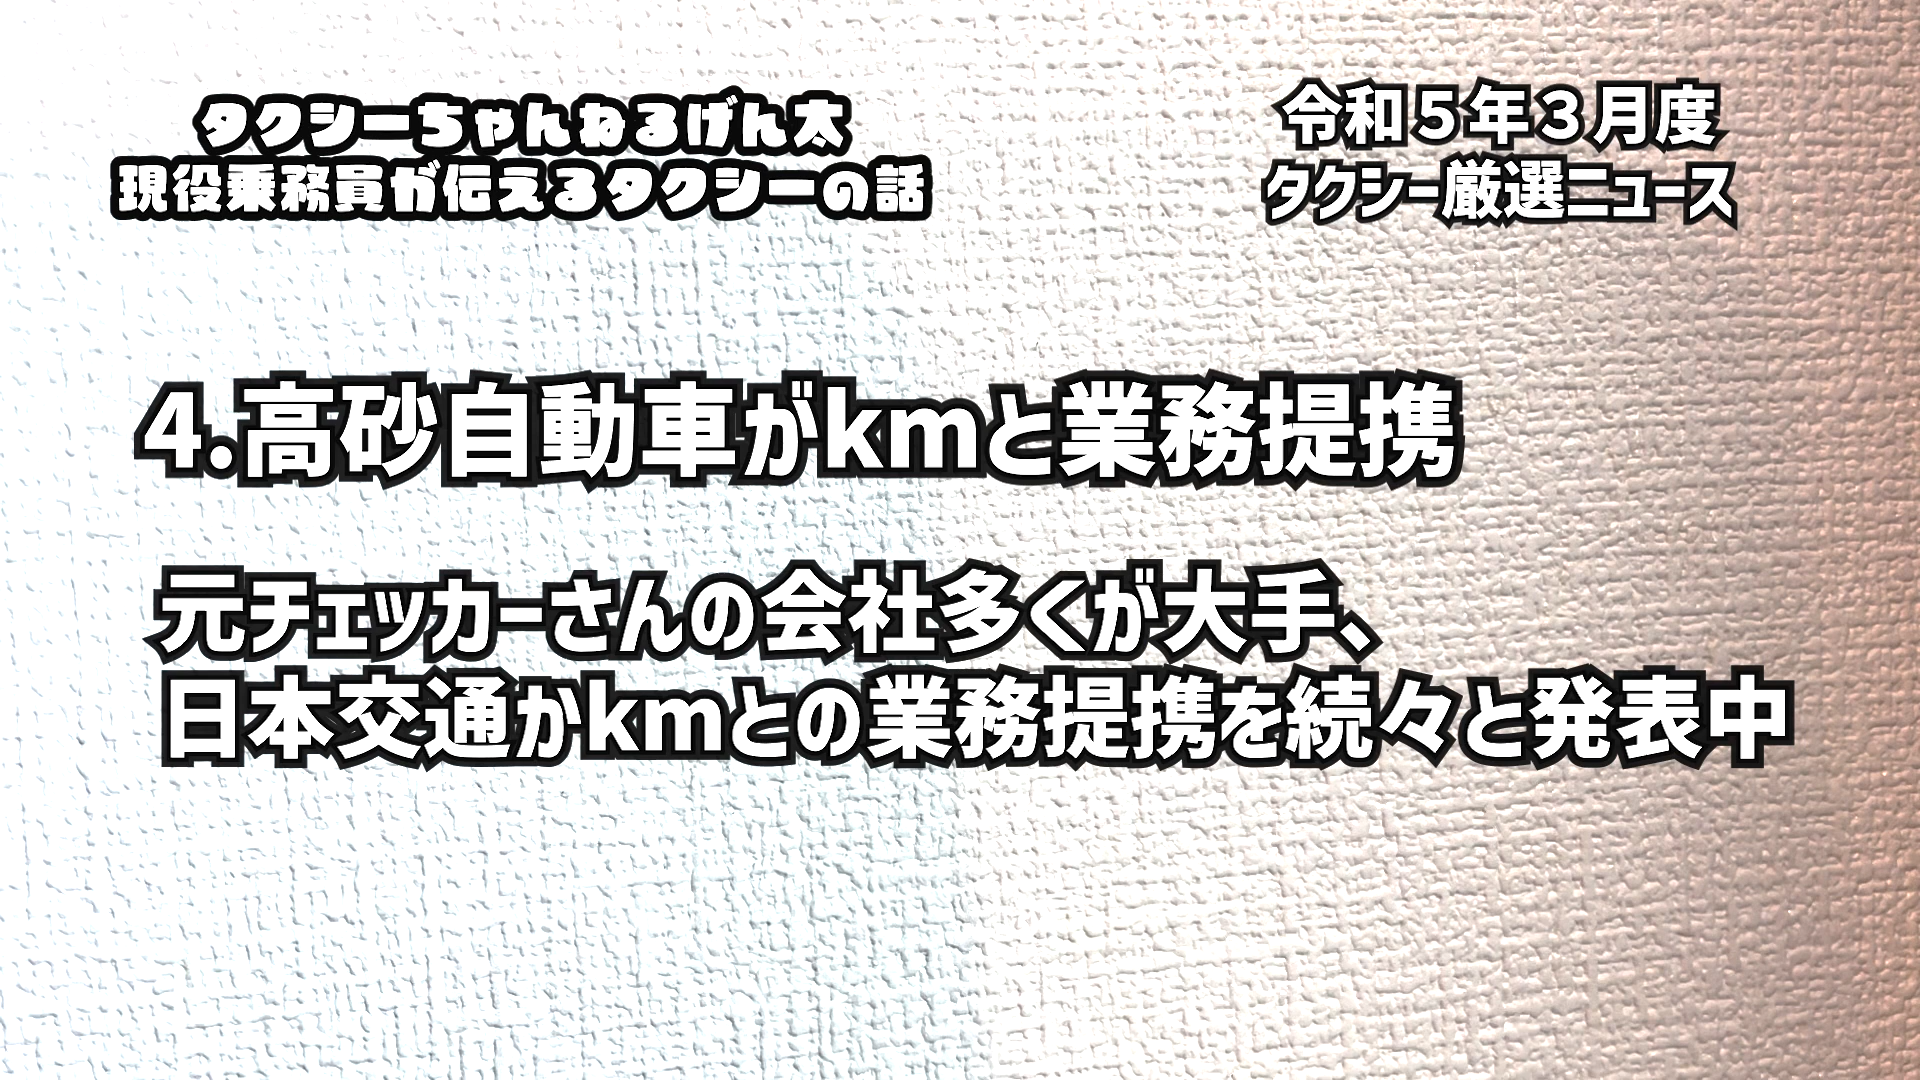 タクシーちゃんねるげん太
現役乗務員が伝えるタクシーの話
令和５年３月度
タクシー厳選ニュース
4.高砂自動車がkmと業務提携
元チェッカーさんの会社多くが大手、
日本交通かkmとの業務提携を続々と発表中